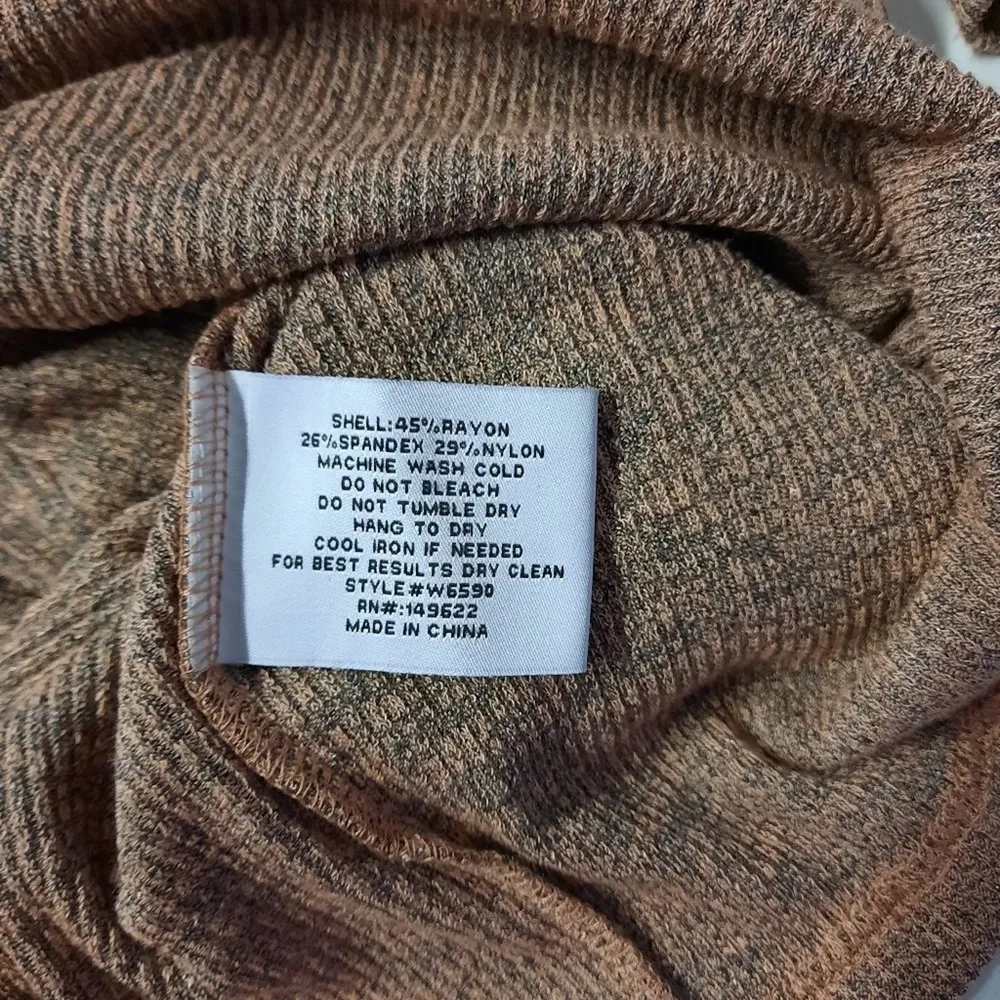 SHELL:45%RAYON
26%SPANDEX 29%NYLON
MACHINE WASH COLD
DO NOT BLEACH
DO NOT TUMBLE DRY
HANG TO DRY
COOL IRON IF NEEDED
FOR BEST RESULTS DRY CLEAN
STYLE#W6590
RN#:149622
MADE IN CHINA